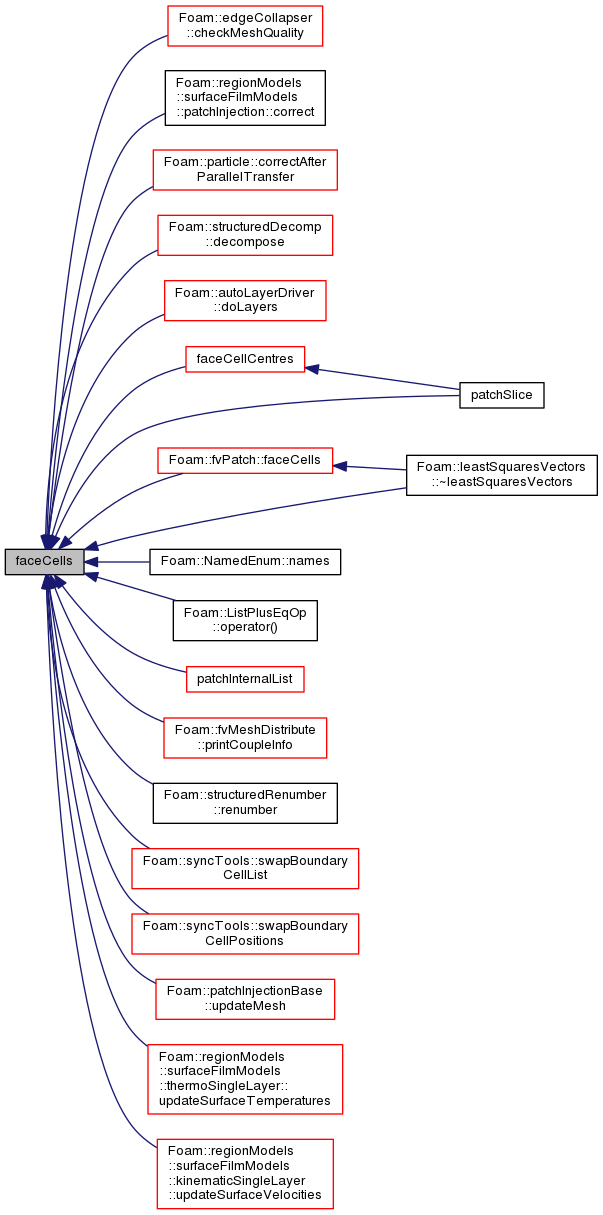 Foam::edgeCollapser
::checkMeshQuality
Foam::regionModels
::surfaceFilmModels
::patchInjection::correct
Foam::particle::correctAfter
ParallelTransfer
Foam::structuredDecomp
::decompose
Foam::autoLayerDriver
::doLayers
faceCellCentres
patchSlice
Foam::fvPatch::faceCells
Foam::leastSquaresVectors
::~leastSquaresVectors
faceCells
Foam::NamedEnum::names
Foam::ListPlusEqOp
::operator()
patchInternalList
Foam::fvMeshDistribute
::printCoupleInfo
Foam::structuredRenumber
::renumber
Foam::syncTools::swapBoundary
CellList
Foam::syncTools::swapBoundary
CellPositions
Foam::patchInjectionBase
::updateMesh
Foam::regionModels
::surfaceFilmModels
::thermoSingleLayer::
updateSurfaceTemperatures
Foam::regionModels
::surfaceFilmModels
::kinematicSingleLayer
::updateSurfaceVelocities